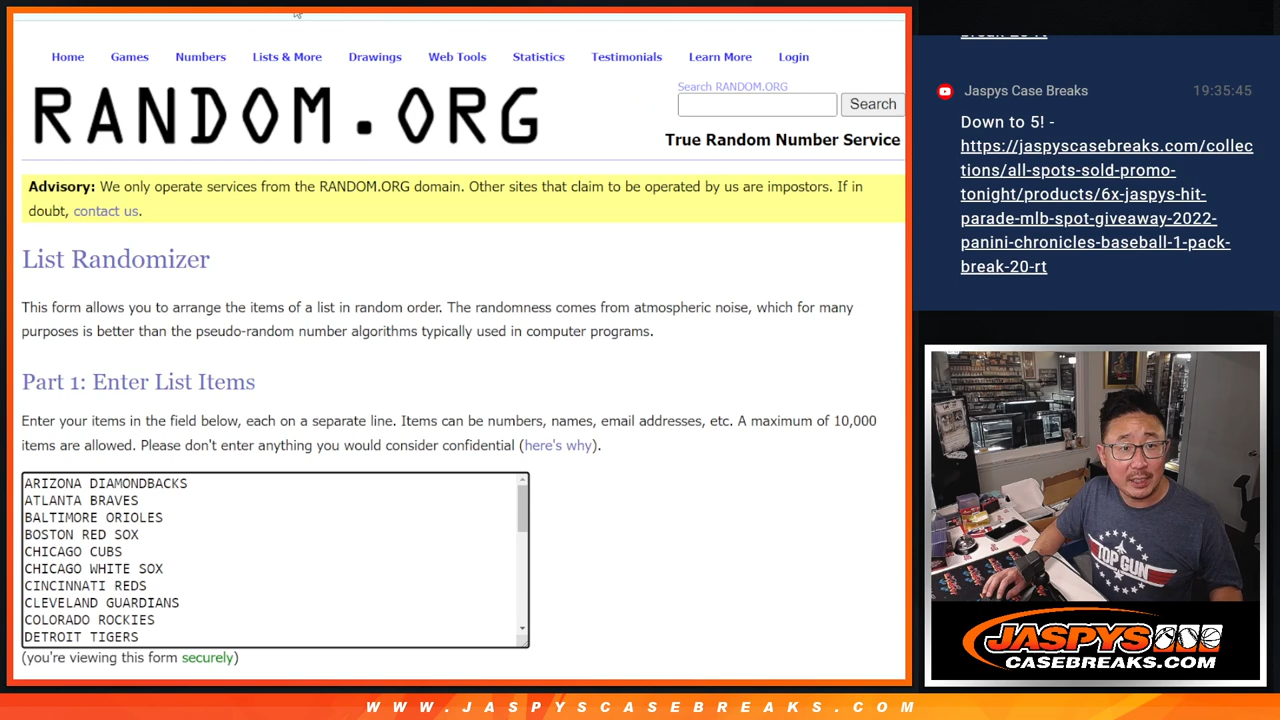 Home Games Numbers Lists & More Drawings Web Tools Statistics Testimonials Learn More Login
RANDOM.ORG
Search RANDOM.ORG
Search
True Random Number Service
Advisory: We only operate services from the RANDOM.ORG domain. Other sites that claim to be operated by us are impostors. If in
doubt, contact us.
List Randomizer
This form allows you to arrange the items of a list in random order. The randomness comes from atmospheric noise, which for many
purposes is better than the pseudo-random number algorithms typically used in computer programs.
Part 1: Enter List Items
Enter your items in the field below, each on a separate line. Items can be numbers, names, email addresses, etc. A maximum of 10,000
items are allowed. Please don't enter anything you would consider confidential (here's why).
ARIZONA DIAMONDBACKS
ATLANTA BRAVES
BALTIMORE ORIOLES
BOSTON RED SOX
CHICAGO CUBS
CHICAGO WHITE SOX
CINCINNATI REDS
CLEVELAND GUARDIANS
COLORADO ROCKIES
DETROIT TIGERS
(you're viewing this form securely)
break-20-rt
Jaspys Case Breaks 19:35:45
Down to 5! -
https://jaspyscasebreaks.com/collec
tions/all-spots-sold-promo-
tonight/products/6x-jaspys-hit-
parade-mlb-spot-giveaway-2022-
panini-chronicles-baseball-1-pack-
break-20-rt
TOP GUN
JASPYS
CASEBREAKS.COM
WWW.JASPYSCASEBREAKS.COM